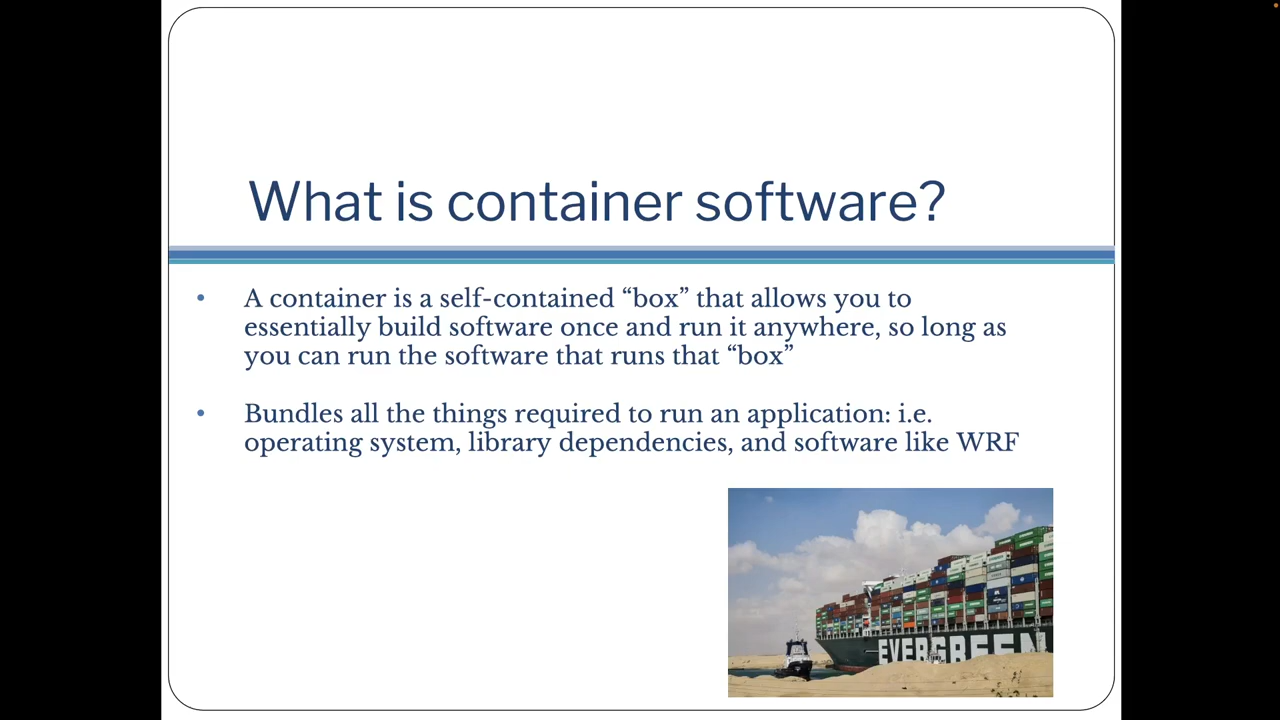 What is container software?
• A container is a self-contained “box” that allows you to
essentially build software once and run it anywhere, so long as
you can run the software that runs that “box”
• Bundles all the things required to run an application: i.e.
operating system, library dependencies, and software like WRF
EVERGREEN